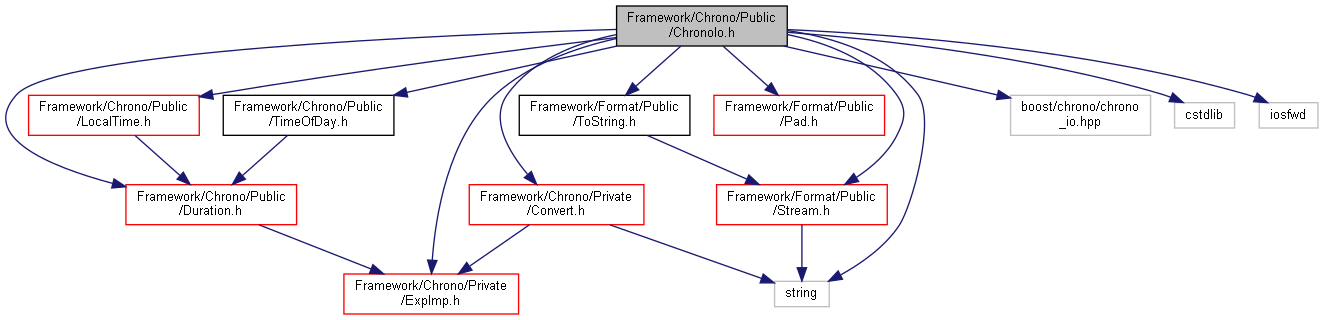 Framework/Chrono/Public
/ChronoIo.h
Framework/Chrono/Public
/LocalTime.h
Framework/Chrono/Public
/TimeOfDay.h
Framework/Format/Public
/ToString.h
Framework/Format/Public
/Pad.h
boost/chrono/chrono
_io.hpp
cstdlib
iosfwd
Framework/Chrono/Public
/Duration.h
Framework/Chrono/Private
/Convert.h
Framework/Format/Public
/Stream.h
Framework/Chrono/Private
/ExpImp.h
string